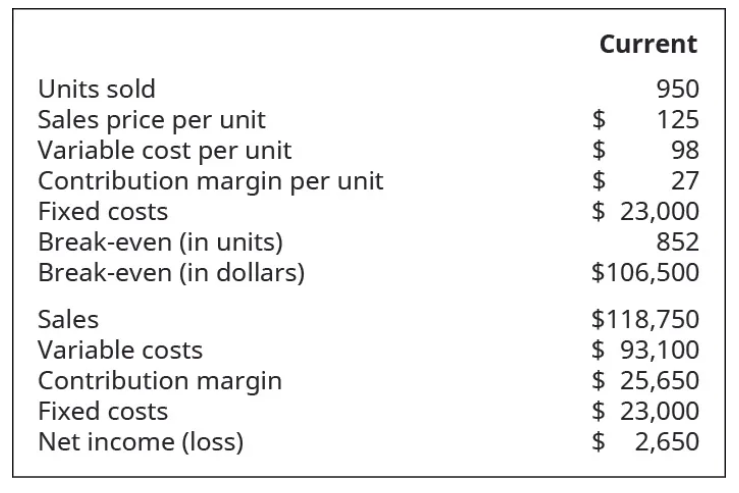 Current
Units sold 950
Sales price per unit $ 125
Variable cost per unit $ 98
Contribution margin per unit $ 27
Fixed costs $ 23,000
Break-even (in units) 852
Break-even (in dollars) $106,500
Sales $118,750
Variable costs $ 93,100
Contribution margin $ 25,650
Fixed costs $ 23,000
Net income (loss) $ 2,650